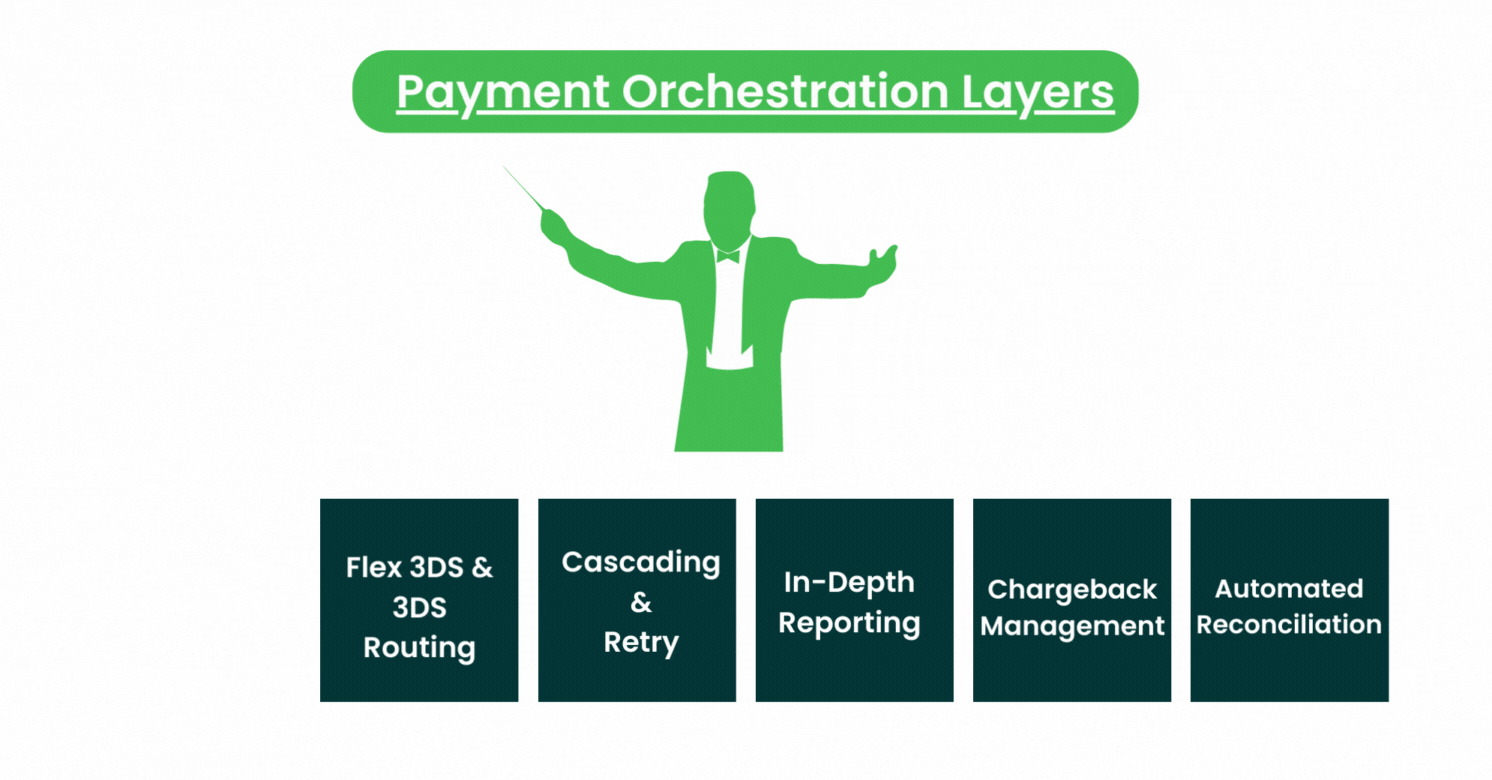 Payment Orchestration Layers
Flex 3DS &
3DS
Routing
Cascading
&
Retry
In-Depth
Reporting
Chargeback
Management
Automated
Reconciliation